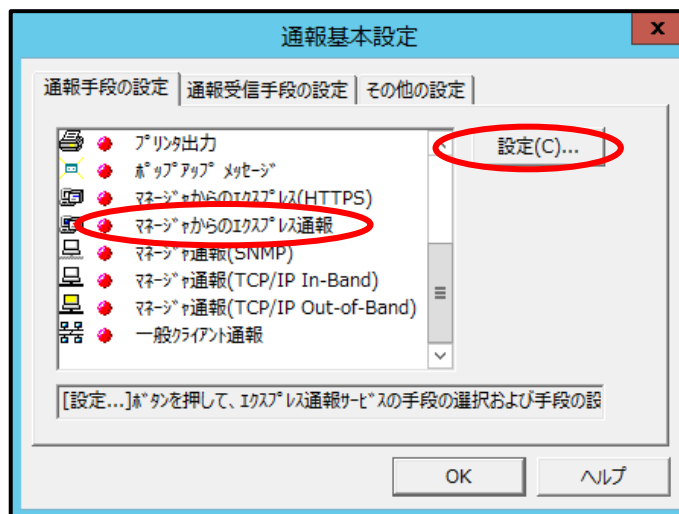 通報基本設定
x
通報手段の設定 通報受信手段の設定 その他の設定
ﾌﾟﾘﾝﾀ出力
設定(C)...
ﾎﾟｯﾌﾟｱｯﾌﾟ ﾒｯｾｰｼﾞ
ﾏﾈｰｼﾞｬからのｴｸｽﾌﾟﾚｽ(HTTPS)
ﾏﾈｰｼﾞｬからのｴｸｽﾌﾟﾚｽ通報
ﾏﾈｰｼﾞｬ通報(SNMP)
ﾏﾈｰｼﾞｬ通報(TCP/IP In-Band)
ﾏﾈｰｼﾞｬ通報(TCP/IP Out-of-Band)
一般ｸﾗｲｱﾝﾄ通報
[設定...]ﾎﾞﾀﾝを押して、ｴｸｽﾌﾟﾚｽ通報ｻｰﾋﾞｽの手段の選択および手段の設
OK ヘルプ